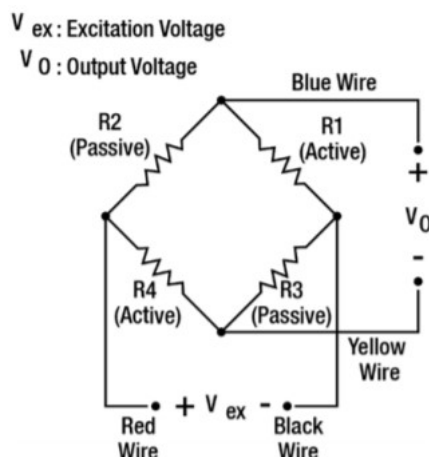 V ex : Excitation Voltage
V O : Output Voltage
Blue Wire
R2
(Passive)
R1
(Active)
+
V O
-
R4
(Active)
R3
(Passive)
Yellow
Wire
+ V ex -
Red
Wire
Black
Wire